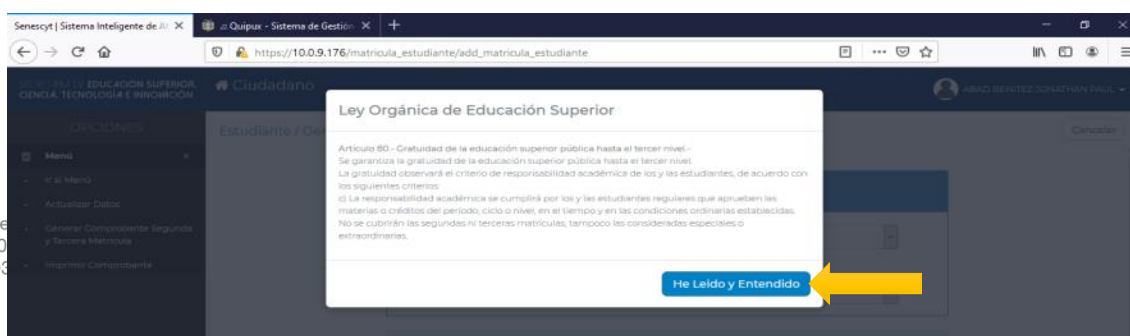 Senescyt | Sistema Inteligente de A
Quipux - Sistema de Gestión
https://10.0.9.176/matricula_estudiante/add_matricula_estudiante
EDUCACIÓN SUPERIOR,
CIENCIA, TECNOLOGÍA E INNOVACIÓN
Ciudadano
ABAD BENITEZ JONATHAN PAUL
OPCIONES
Estudiante / Ge
Cancelar
Menú
Ir al Menú
Actualizar Datos
Generar Comprobante Segunda
y Tercera Matrícula
Imprimir Comprobante
Ley Orgánica de Educación Superior
Artículo 80.- Gratuidad de la educación superior pública hasta el tercer nivel.-
Se garantiza la gratuidad de la educación superior pública hasta el tercer nivel.
La gratuidad observará el criterio de responsabilidad académica de los y las estudiantes, de acuerdo con
los siguientes criterios:
c) La responsabilidad académica se cumplirá por los y las estudiantes regulares que aprueben las
materias o créditos del período, ciclo o nivel, en el tiempo y en las condiciones ordinarias establecidas.
No se cubrirán las segundas ni terceras matrículas, tampoco las consideradas especiales o
extraordinarias.
He Leído y Entendido